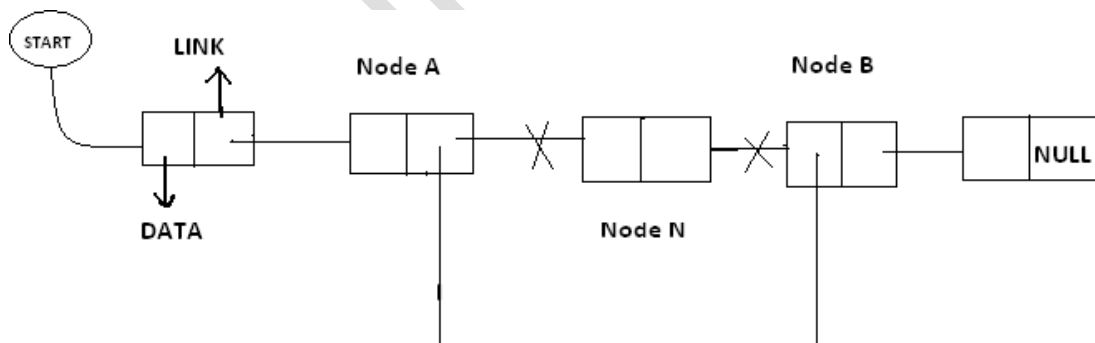 START
LINK
Node A
Node B
NULL
DATA
Node N